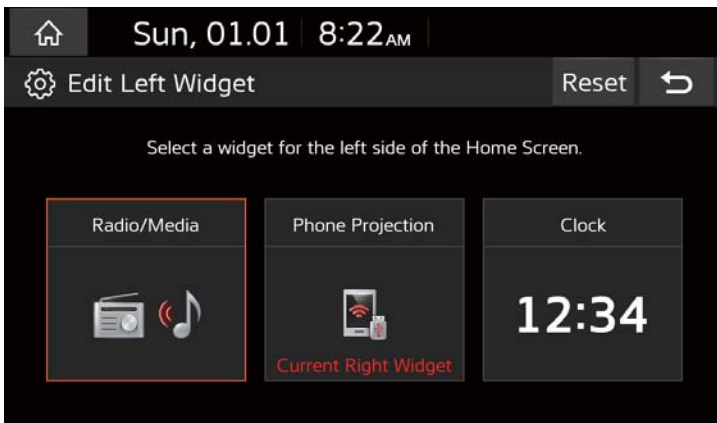 Sun, 01.01 8:22AM
Edit Left Widget Reset
Select a widget for the left side of the Home Screen.
Radio/Media Phone Projection Clock
12:34
Current Right Widget